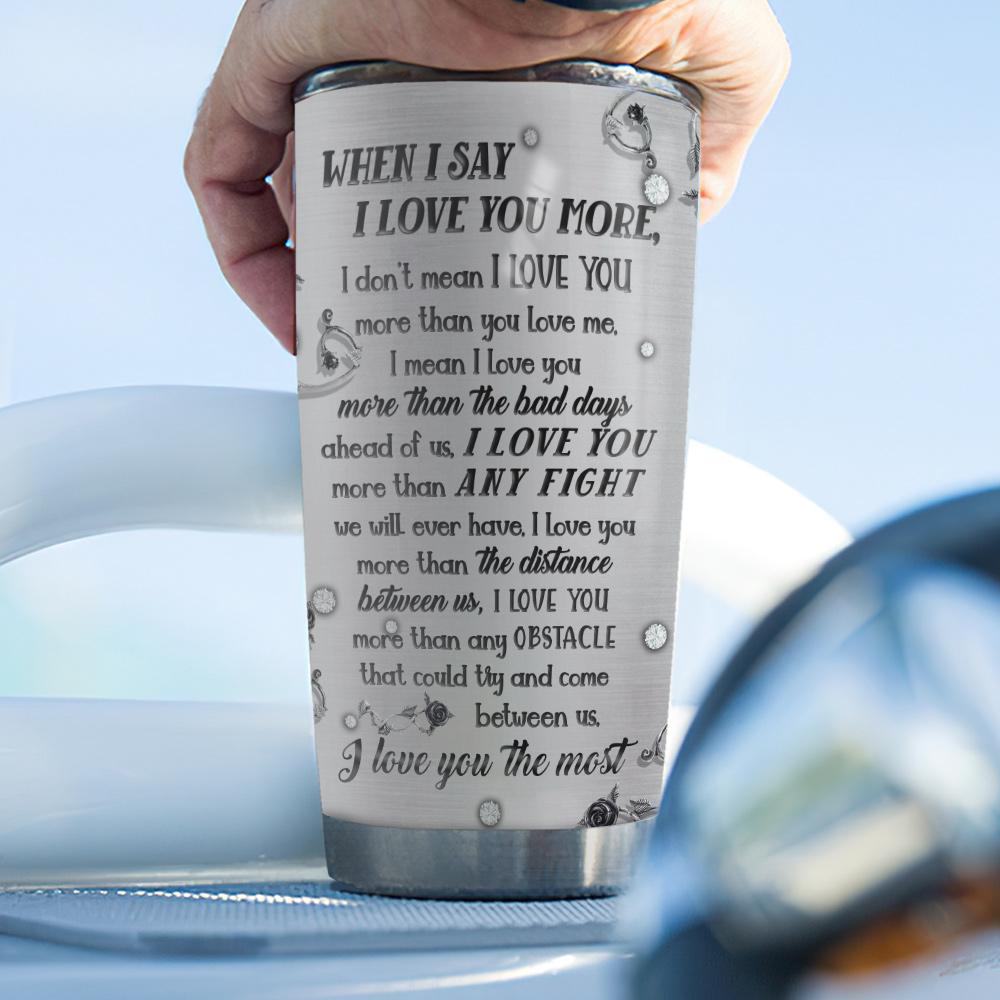 WHEN I SAY
I LOVE YOU MORE,
I don't mean I LOVE YOU
more than you love me,
I mean I love you
more than the bad days
ahead of us, I LOVE YOU
more than ANY FIGHT
we will ever have, I love you
more than the distance
between us, I LOVE YOU
more than any OBSTACLE
that could try and come
between us,
I love you the most